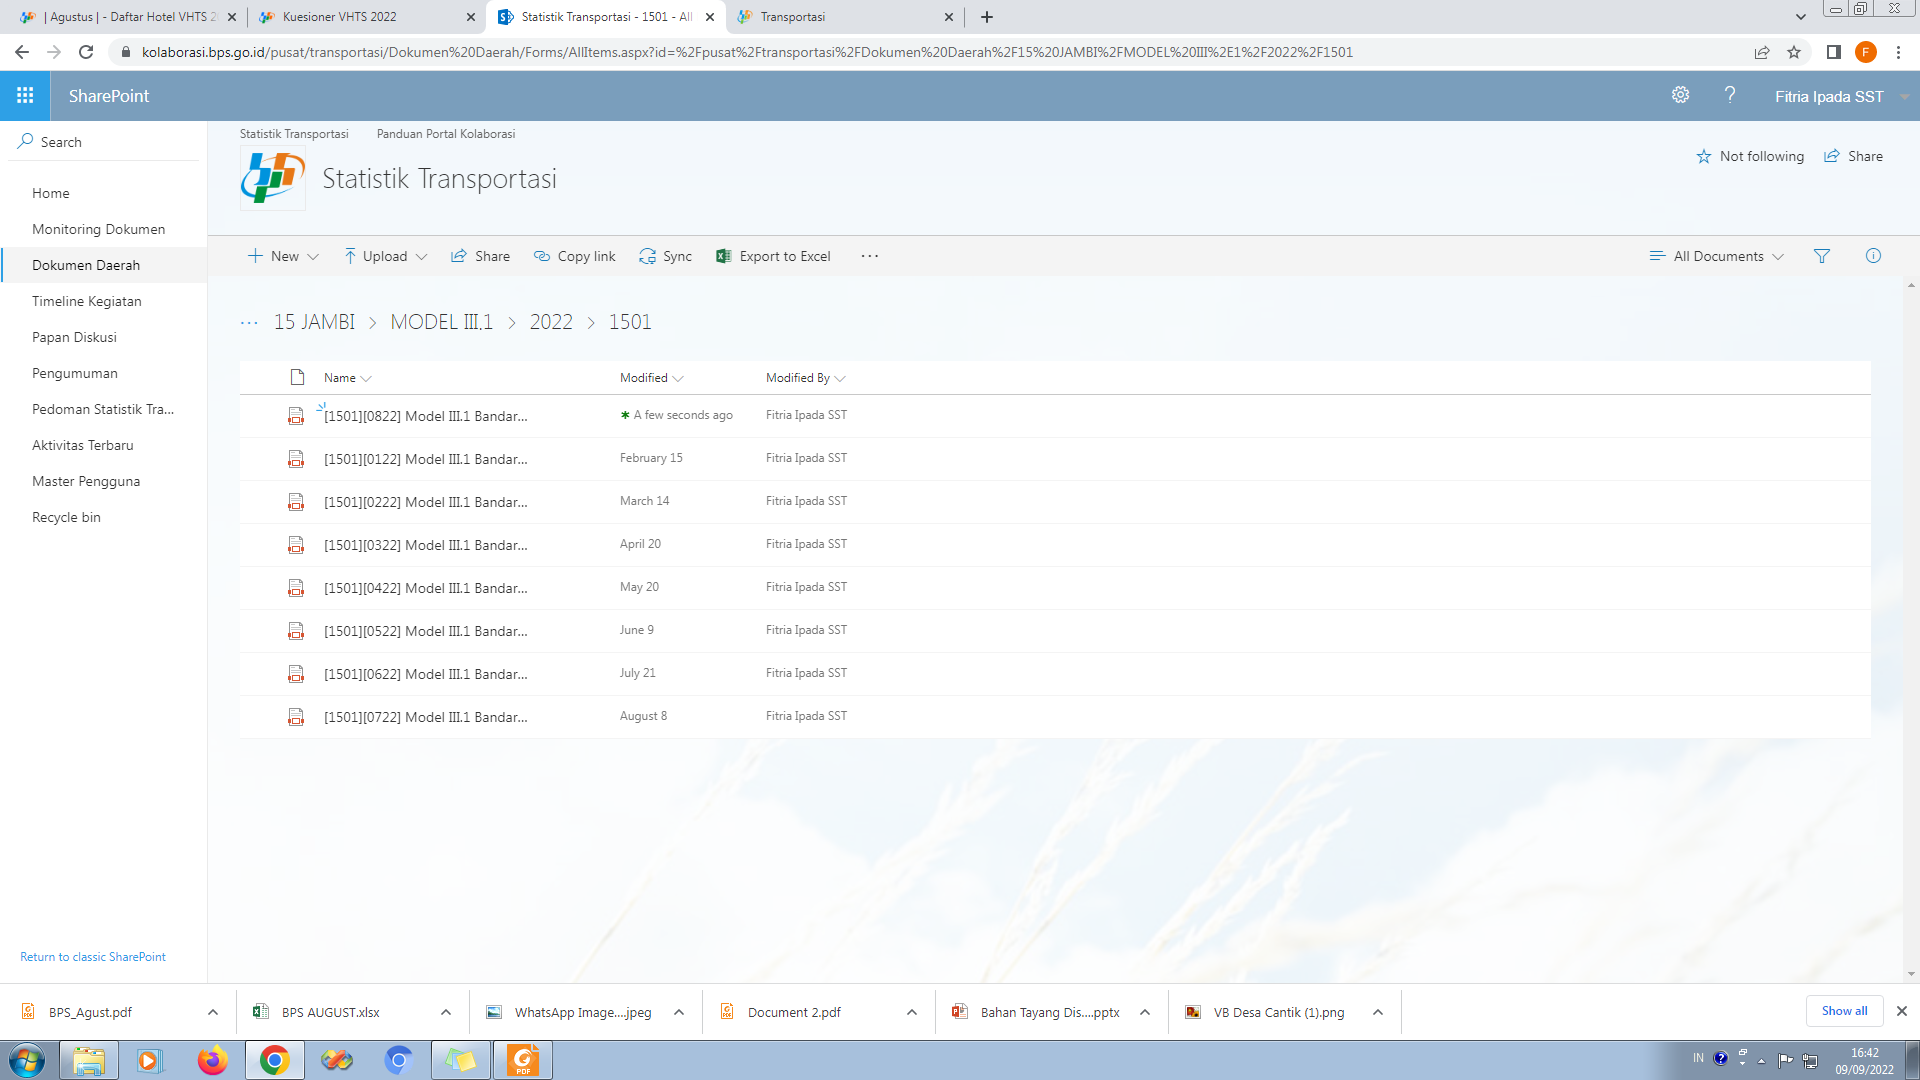 | Agustus | - Daftar Hotel VHTS 2
Kuesioner VHTS 2022
Statistik Transportasi - 1501 - All
Transportasi
kolaborasi.bps.go.id/pusat/transportasi/Dokumen%20Daerah/Forms/AllItems.aspx?id=%2Fpusat%2Ftransportasi%2FDokumen%20Daerah%2F15%20JAMBI%2FMODEL%20III%2E1%2F2022%2F1501
F
SharePoint
?
Fitria Ipada SST
Search
Home
Monitoring Dokumen
Dokumen Daerah
Timeline Kegiatan
Papan Diskusi
Pengumuman
Pedoman Statistik Tra...
Aktivitas Terbaru
Master Pengguna
Recycle bin
Return to classic SharePoint
Statistik Transportasi
Panduan Portal Kolaborasi
Statistik Transportasi
Not following
Share
New
Upload
Share
Copy link
Sync
Export to Excel
...
All Documents
... 15 JAMBI > MODEL III.1 > 2022 > 1501
Name Modified Modified By
[1501][0822] Model III.1 Bandar... A few seconds ago Fitria Ipada SST
[1501][0122] Model III.1 Bandar... February 15 Fitria Ipada SST
[1501][0222] Model III.1 Bandar... March 14 Fitria Ipada SST
[1501][0322] Model III.1 Bandar... April 20 Fitria Ipada SST
[1501][0422] Model III.1 Bandar... May 20 Fitria Ipada SST
[1501][0522] Model III.1 Bandar... June 9 Fitria Ipada SST
[1501][0622] Model III.1 Bandar... July 21 Fitria Ipada SST
[1501][0722] Model III.1 Bandar... August 8 Fitria Ipada SST
BPS_Agust.pdf
BPS AUGUST.xlsx
WhatsApp Image....jpeg
Document 2.pdf
Bahan Tayang Dis....pptx
VB Desa Cantik (1).png
Show all
PDF
IN
16:42
09/09/2022